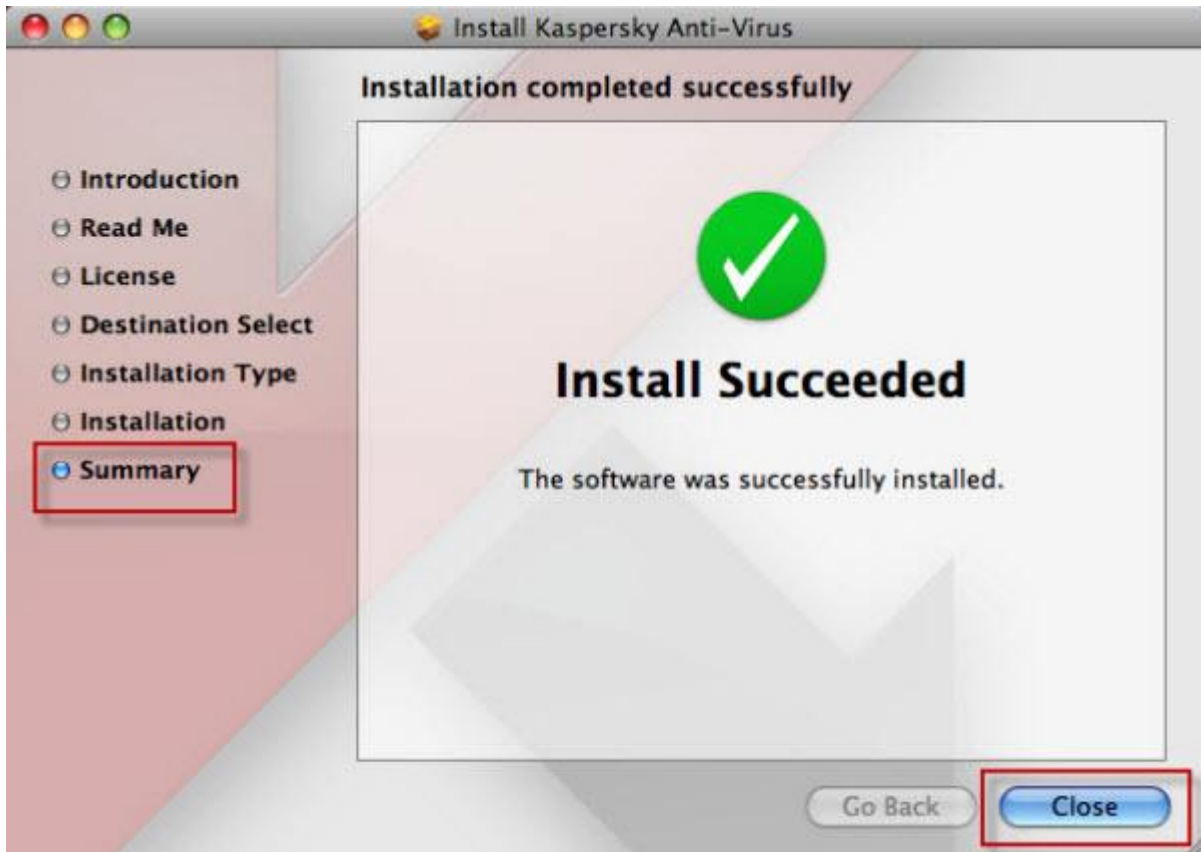 Install Kaspersky Anti-Virus
Installation completed successfully
Introduction
Read Me
License
Destination Select
Installation Type
Installation
Summary
Install Succeeded
The software was successfully installed.
Go Back
Close